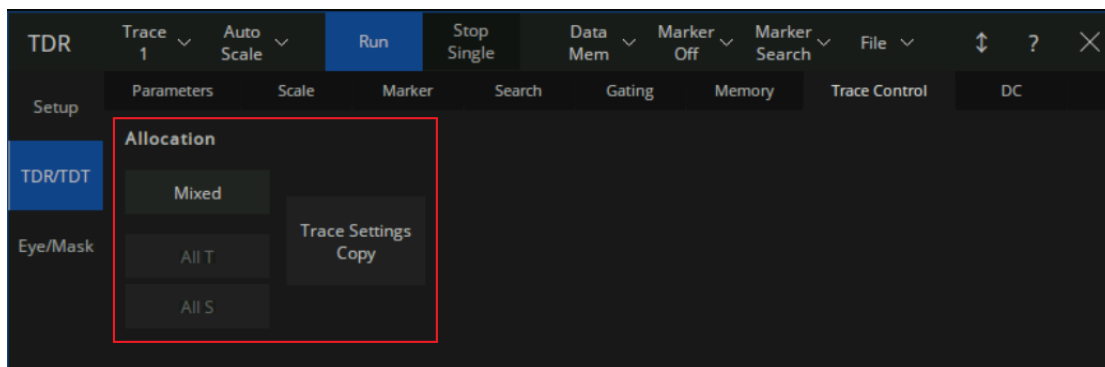 TDR
Trace 1
Auto Scale
Run
Stop Single
Data Mem
Marker Off
Marker Search
File
?
Setup
Parameters
Scale
Marker
Search
Gating
Memory
Trace Control
DC
TDR/TDT
Eye/Mask
Allocation
Mixed
All T
All S
Trace Settings
Copy